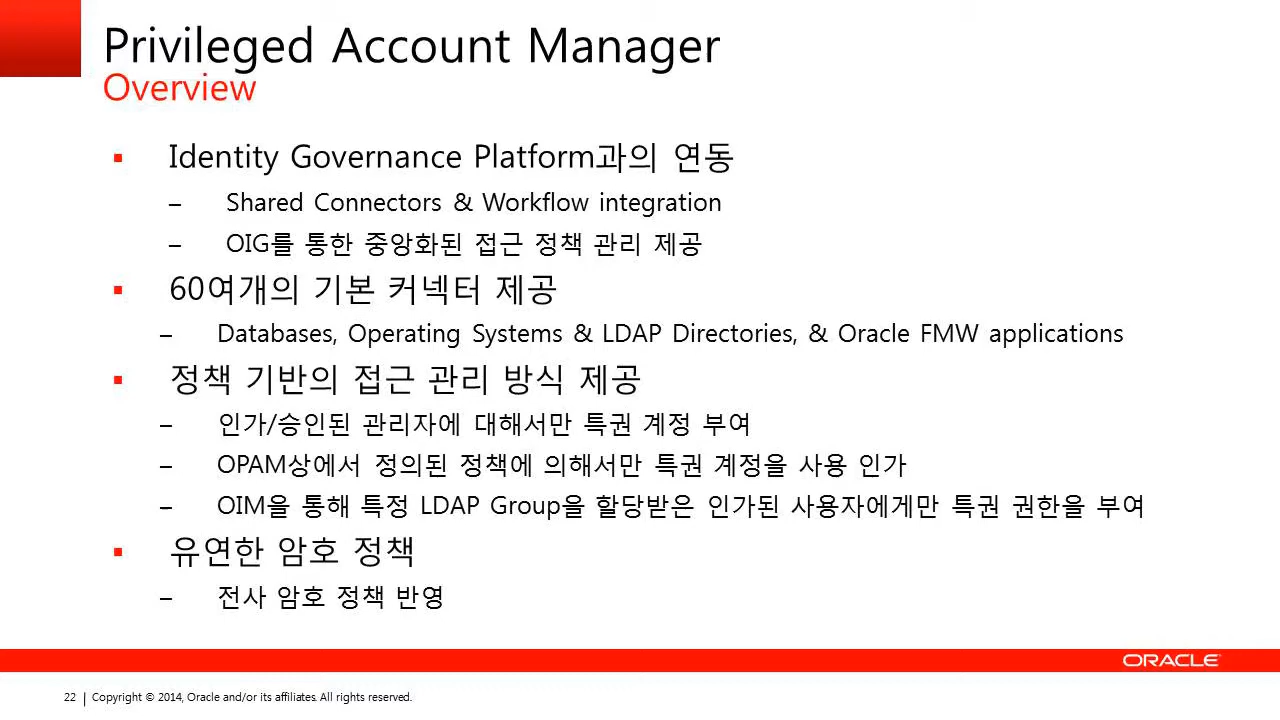 Privileged Account Manager
Overview
▪ Identity Governance Platform과의 연동
– Shared Connectors & Workflow integration
– OIG를 통한 중앙화된 접근 정책 관리 제공
▪ 60여개의 기본 커넥터 제공
– Databases, Operating Systems & LDAP Directories, & Oracle FMW applications
▪ 정책 기반의 접근 관리 방식 제공
– 인가/승인된 관리자에 대해서만 특권 계정 부여
– OPAM상에서 정의된 정책에 의해서만 특권 계정을 사용 인가
– OIM을 통해 특정 LDAP Group을 할당받은 인가된 사용자에게만 특권 권한을 부여
▪ 유연한 암호 정책
– 전사 암호 정책 반영
ORACLE
22 | Copyright © 2014, Oracle and/or its affiliates. All rights reserved.